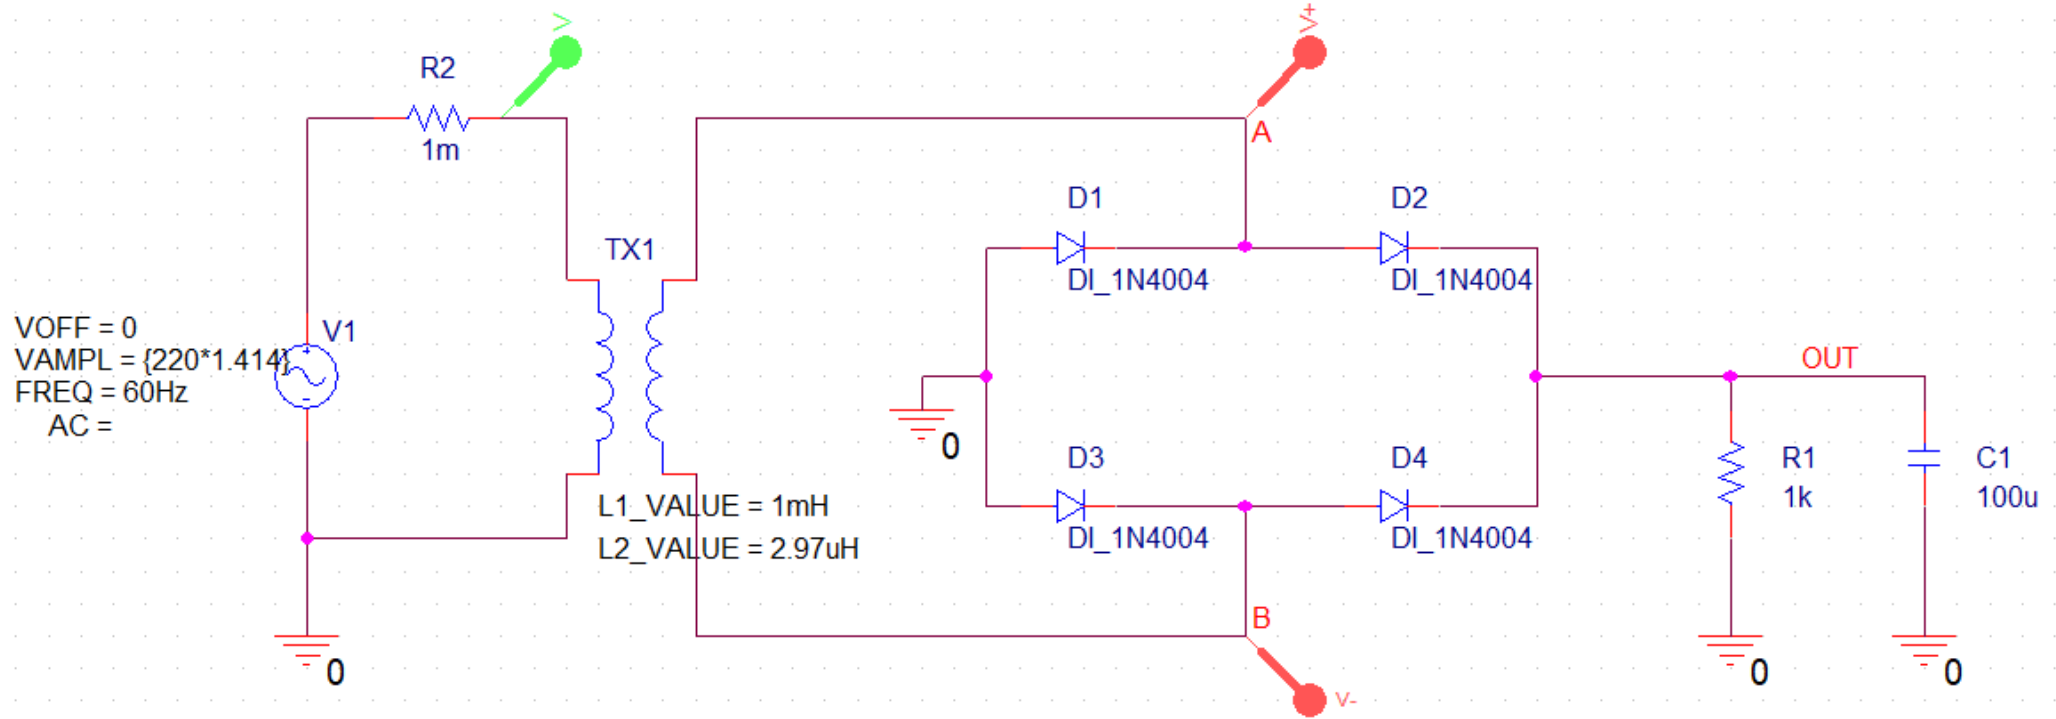 V
V+
R2
1m
A
D1
D2
DI_1N4004
DI_1N4004
TX1
VOFF = 0
V1
VAMPL = {220*1.414}
FREQ = 60Hz
AC =
OUT
0
D3
D4
R1
C1
1k
100u
L1_VALUE = 1mH
DI_1N4004
DI_1N4004
L2_VALUE = 2.97uH
B
0
0
0
V-